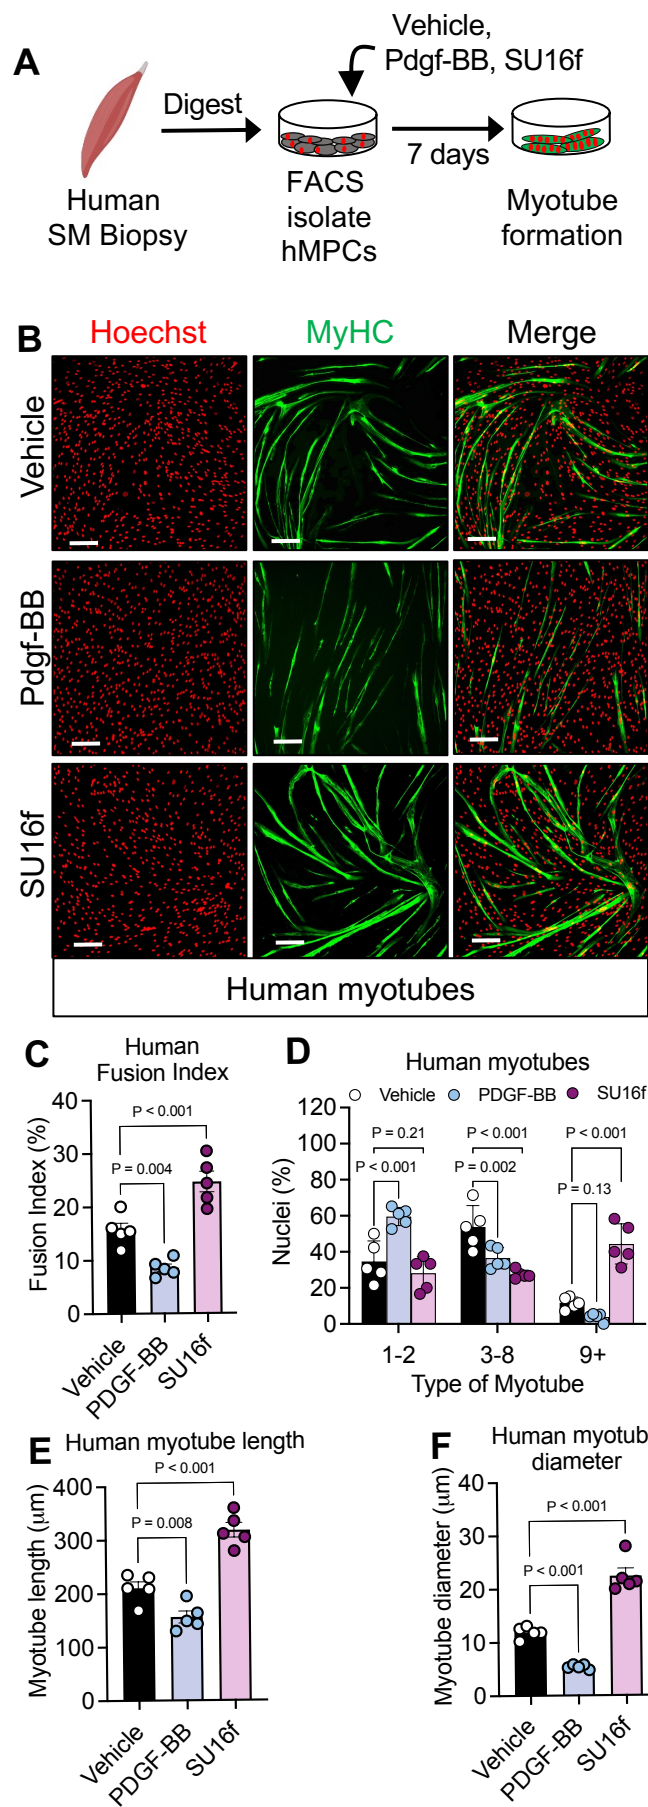 A
Vehicle,
Pdgf-BB, SU16f
Digest
7 days
Human
SM Biopsy
FACS
isolate
hMPCs
Myotube
formation
B
Hoechst
MyHC
Merge
Vehicle
Pdgf-BB
SU16f
Human myotubes
C
Human
Fusion Index
Fusion Index (%)
40
30
20
10
0
P < 0.001
P = 0.004
Vehicle
PDGF-BB
SU16f
D
Human myotubes
Vehicle
PDGF-BB
SU16f
Nuclei (%)
120
100
80
60
40
20
0
P = 0.21
P < 0.001
P < 0.001
P = 0.002
P < 0.001
P = 0.13
1-2
3-8
9+
Type of Myotube
E
Human myotube length
Myotube length (μm)
400
300
200
100
0
P < 0.001
P = 0.008
Vehicle
PDGF-BB
SU16f
F
Human myotub
diameter
Myotube diameter (μm)
40
30
20
10
0
P < 0.001
P < 0.001
Vehicle
PDGF-BB
SU16f